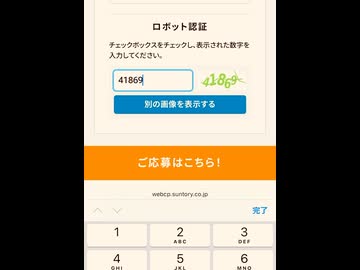 ロボット認証
チェックボックスをチェックし、表示された数字を
入力してください。
41869 41869
別の画像を表示する
ご応募はこちら！
webcp.suntory.co.jp
完了
1 2 3
ABC DEF
4 5 6
GHI JKL MNO